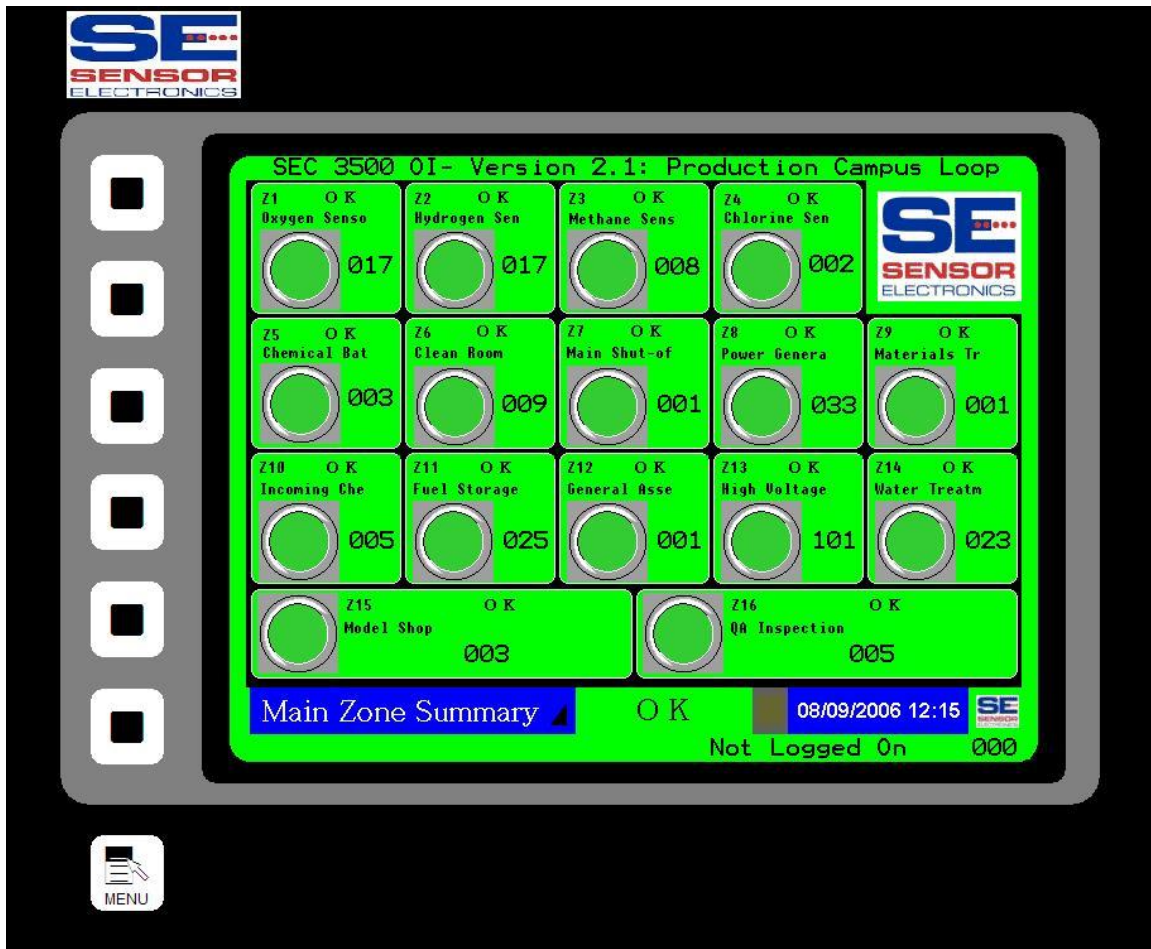 SE
SENSOR
ELECTRONICS
SEC 3500 OI- Version 2.1: Production Campus Loop
Z1 OK
Oxygen Senso
017
Z2 OK
Hydrogen Sen
017
Z3 OK
Methane Sens
008
Z4 OK
Chlorine Sen
002
SE
SENSOR
ELECTRONICS
Z5 OK
Chemical Bat
003
Z6 OK
Clean Room
009
Z7 OK
Main Shut-of
001
Z8 OK
Power Genera
033
Z9 OK
Materials Tr
001
Z10 OK
Incoming Che
005
Z11 OK
Fuel Storage
025
Z12 OK
General Asse
001
Z13 OK
High Voltage
101
Z14 OK
Water Treatm
023
Z15 OK
Model Shop
003
Z16 OK
QA Inspection
005
Main Zone Summary
OK
08/09/2006 12:15
SE
SENSOR
Not Logged On 000
MENU